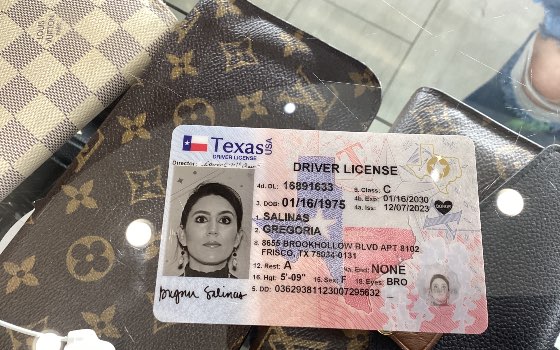 LOUIS VUITTON
Texas USA
DRIVER LICENSE
Director:
DRIVER LICENSE
4d. DL: 16891633 9. Class: C
4b. Exp: 01/16/2030
3. DOB: 01/16/1975 4a. Iss: 12/07/2023
1. SALINAS
2. GREGORIA
8. 8655 BROOKHOLLOW BLVD APT 8102
FRISCO, TX 75034-0131
12. Rest: A 9a. End: NONE
16. Hgt: 5'-09" 15. Sex: F 18. Eyes: BRO
5. DD: 03629381123007295632